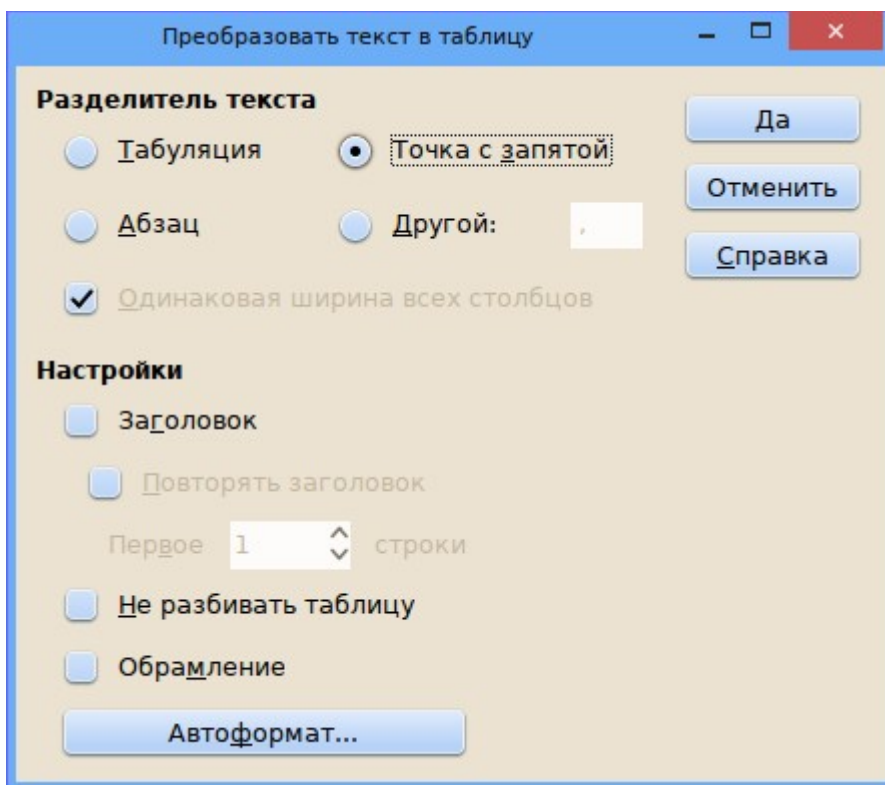 Преобразовать текст в таблицу
Разделитель текста
Да
Табуляция Точка с запятой
Отменить
Абзац Другой: ,
Справка
Одинаковая ширина всех столбцов
Настройки
Заголовок
Повторять заголовок
Первое 1 строки
Не разбивать таблицу
Обрамление
Автоформат...